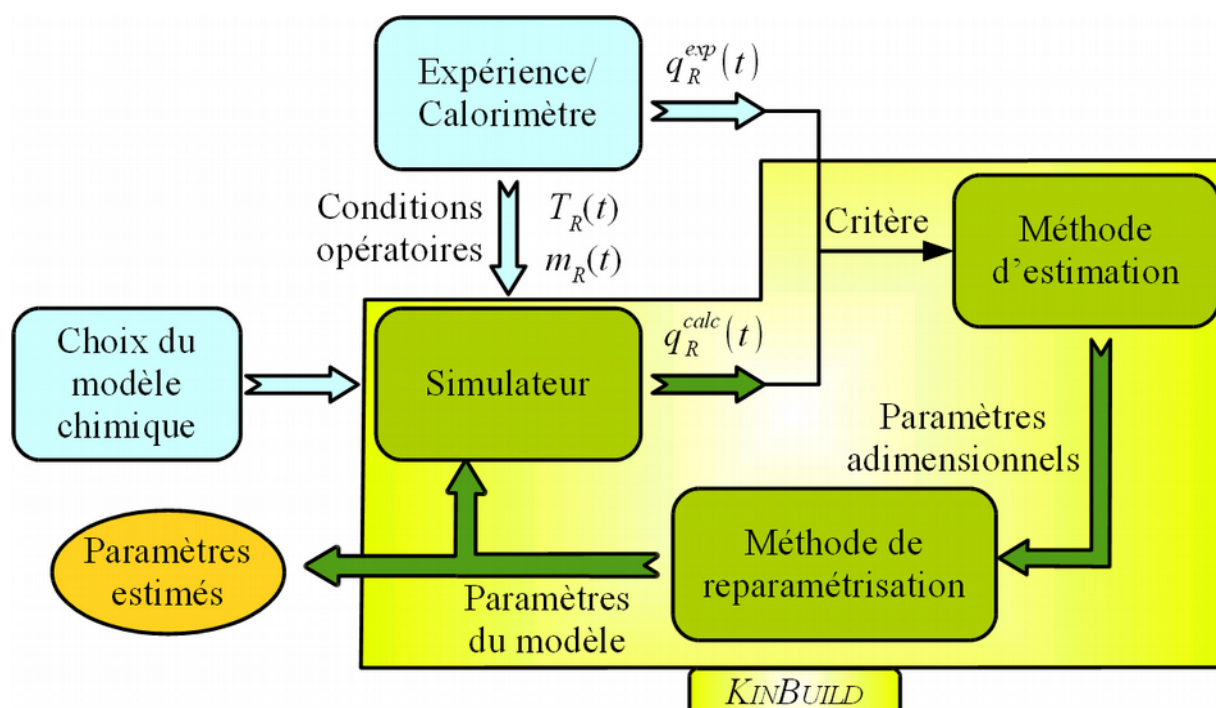 Expérience/
Calorimètre
q_R^{exp}(t)
Conditions
opératoires
T_R(t)
m_R(t)
Critère
Méthode
d’estimation
Choix du
modèle
chimique
Simulateur
q_R^{calc}(t)
Paramètres
adimensionnels
Paramètres
estimés
Méthode de
reparamétrisation
Paramètres
du modèle
KINBUILD